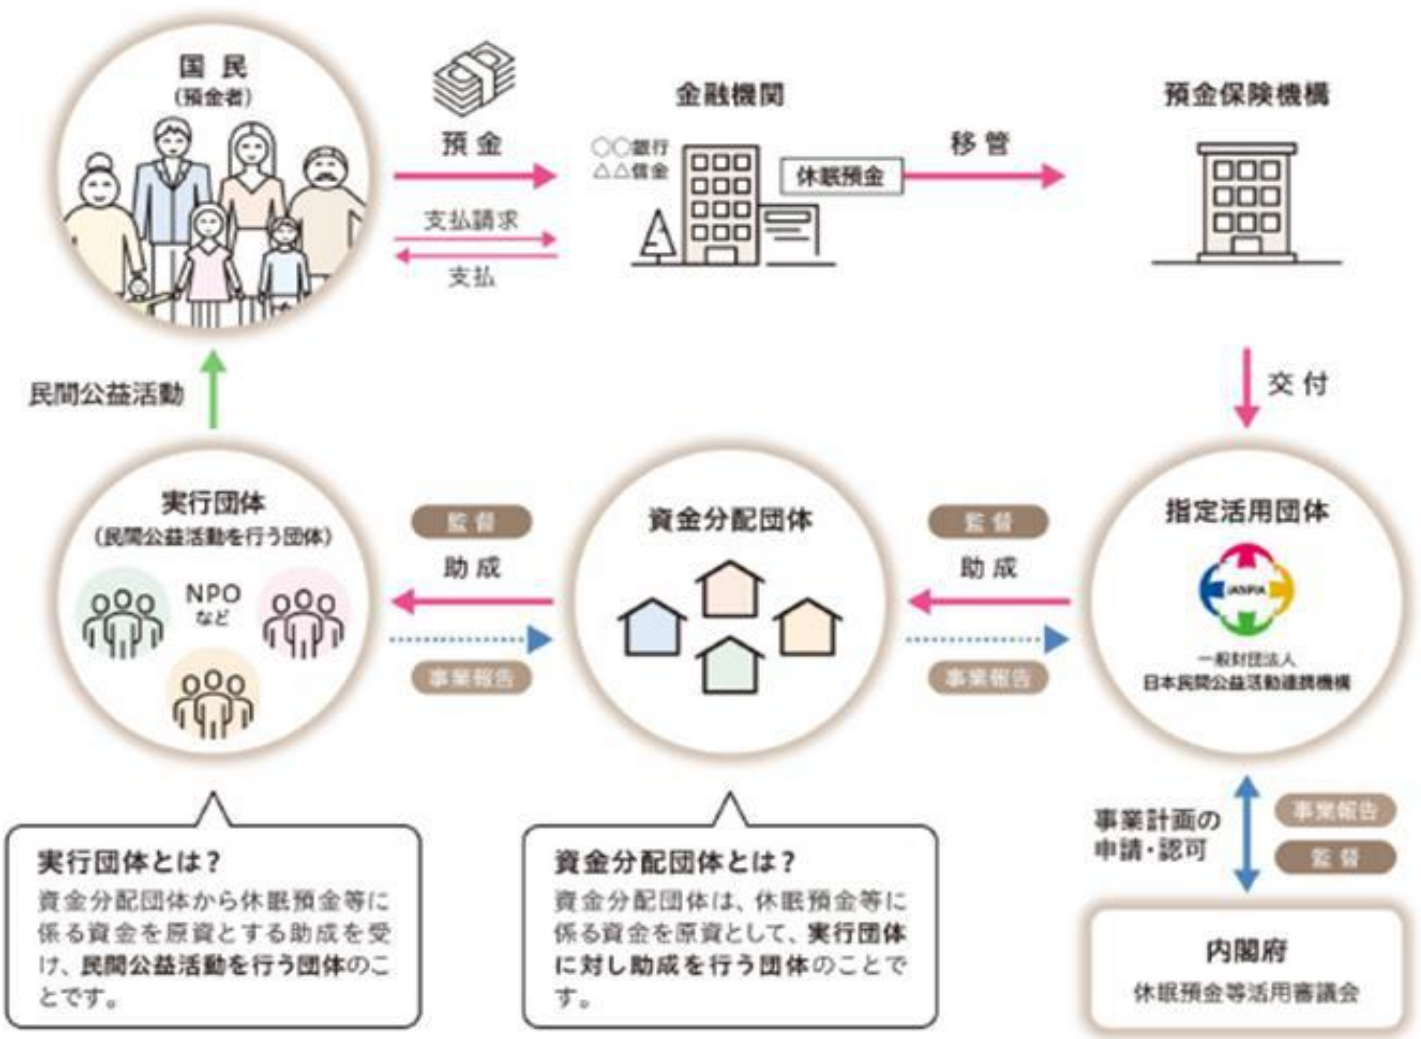 国民
(預金者)
預金
支払請求
支払
金融機関
〇〇銀行
△△信金
休眠預金
移管
預金保険機構
交付
指定活用団体
JANPIA
一般財団法人
日本民間公益活動連携機構
監督
助成
事業報告
資金分配団体
監督
助成
事業報告
実行団体
(民間公益活動を行う団体)
NPO
など
民間公益活動
実行団体とは?
資金分配団体から休眠預金等に
係る資金を原資とする助成を受
け、民間公益活動を行う団体のこ
とです。
資金分配団体とは?
資金分配団体は、休眠預金等に
係る資金を原資として、実行団体
に対し助成を行う団体のことで
す。
事業計画の
申請・認可
事業報告
監督
内閣府
休眠預金等活用審議会